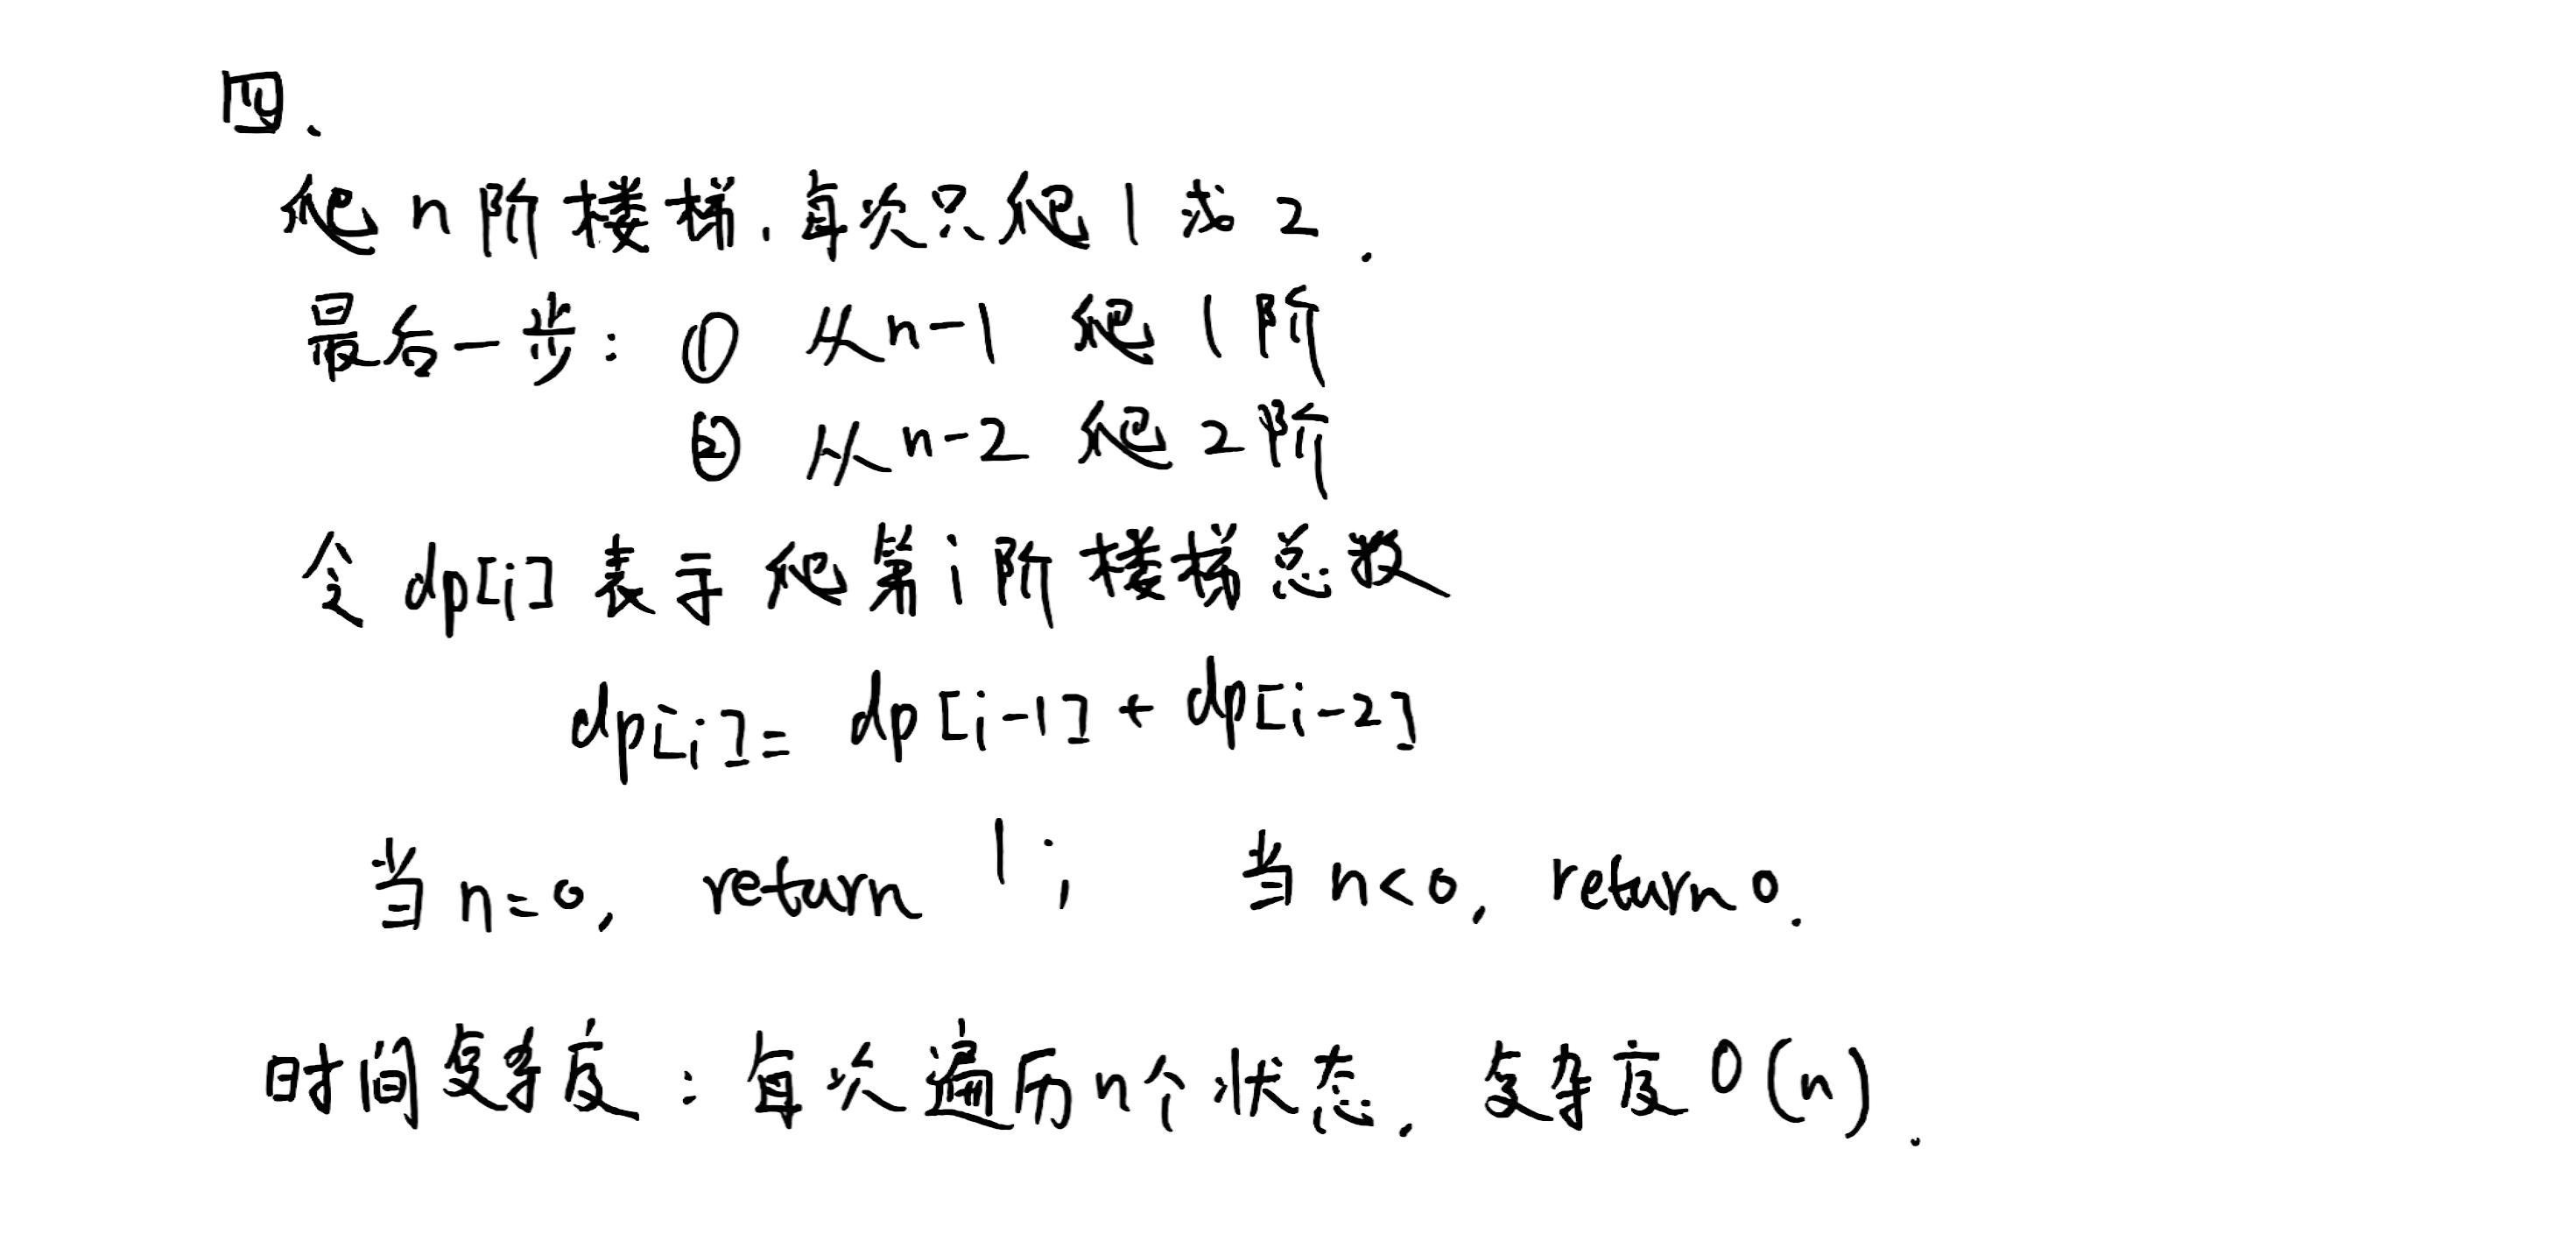 四、
爬 n 阶楼梯，每次只爬 1 或 2.
最后一步：① 从 n-1 爬 1 阶
② 从 n-2 爬 2 阶
令 dp[i] 表示爬第 i 阶楼梯总数
dp[i] = dp[i-1] + dp[i-2]
当 n=0, return 1; 当 n<0, return 0.
时间复杂度：每次遍历 n 个状态，复杂度 O(n).